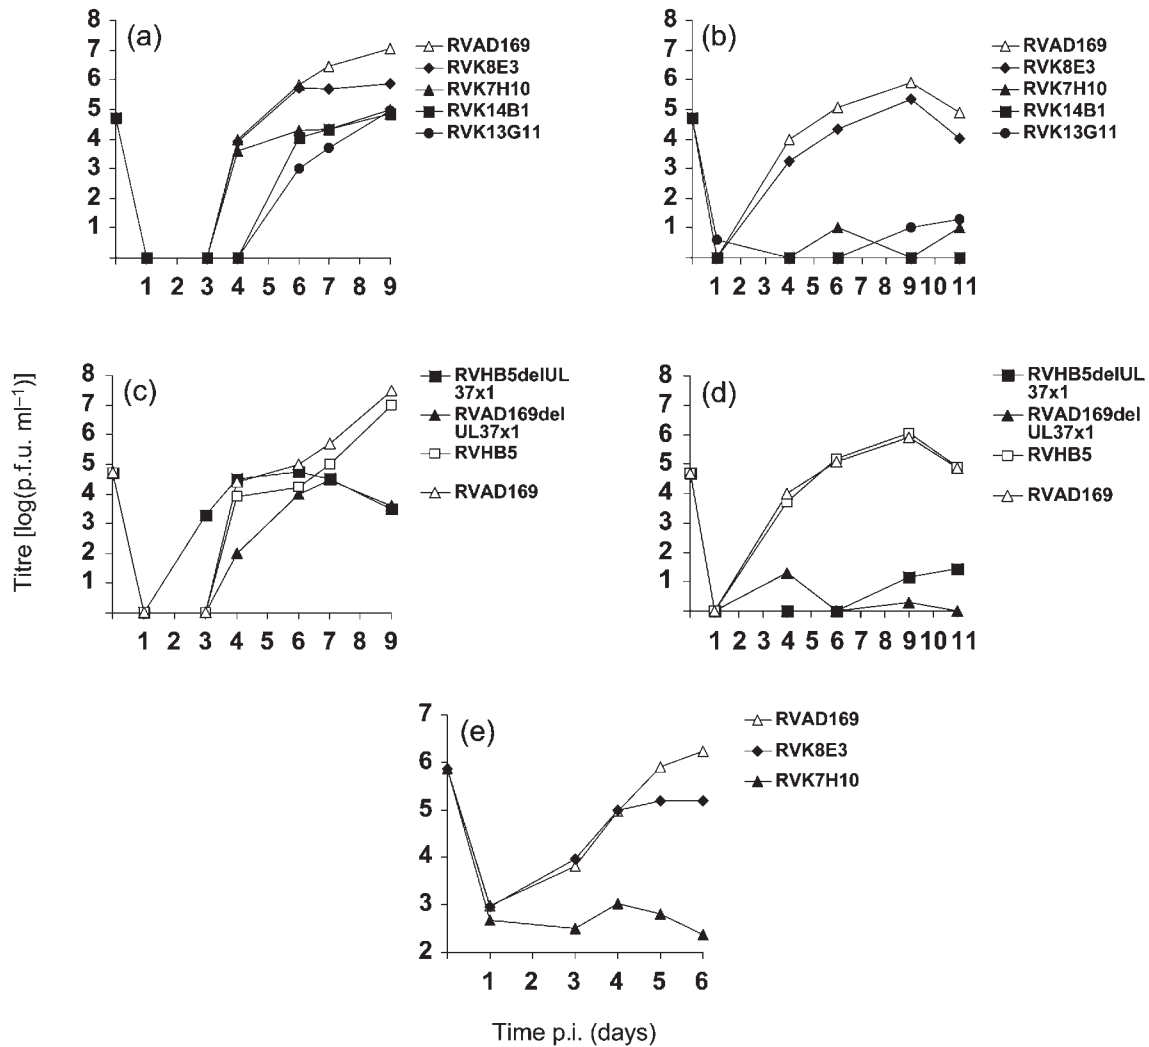 (a)
8
7
6
5
4
3
2
1
1 2 3 4 5 6 7 8 9
RVAD169
RVK8E3
RVK7H10
RVK14B1
RVK13G11
(b)
8
7
6
5
4
3
2
1
1 2 3 4 5 6 7 8 9 10 11
RVAD169
RVK8E3
RVK7H10
RVK14B1
RVK13G11
Titre [log(p.f.u. ml⁻¹)]
(c)
8
7
6
5
4
3
2
1
1 2 3 4 5 6 7 8 9
RVHB5delUL
37x1
RVAD169del
UL37x1
RVHB5
RVAD169
(d)
8
7
6
5
4
3
2
1
1 2 3 4 5 6 7 8 9 10 11
RVHB5delUL
37x1
RVAD169del
UL37x1
RVHB5
RVAD169
(e)
7
6
5
4
3
2
1 2 3 4 5 6
RVAD169
RVK8E3
RVK7H10
Time p.i. (days)